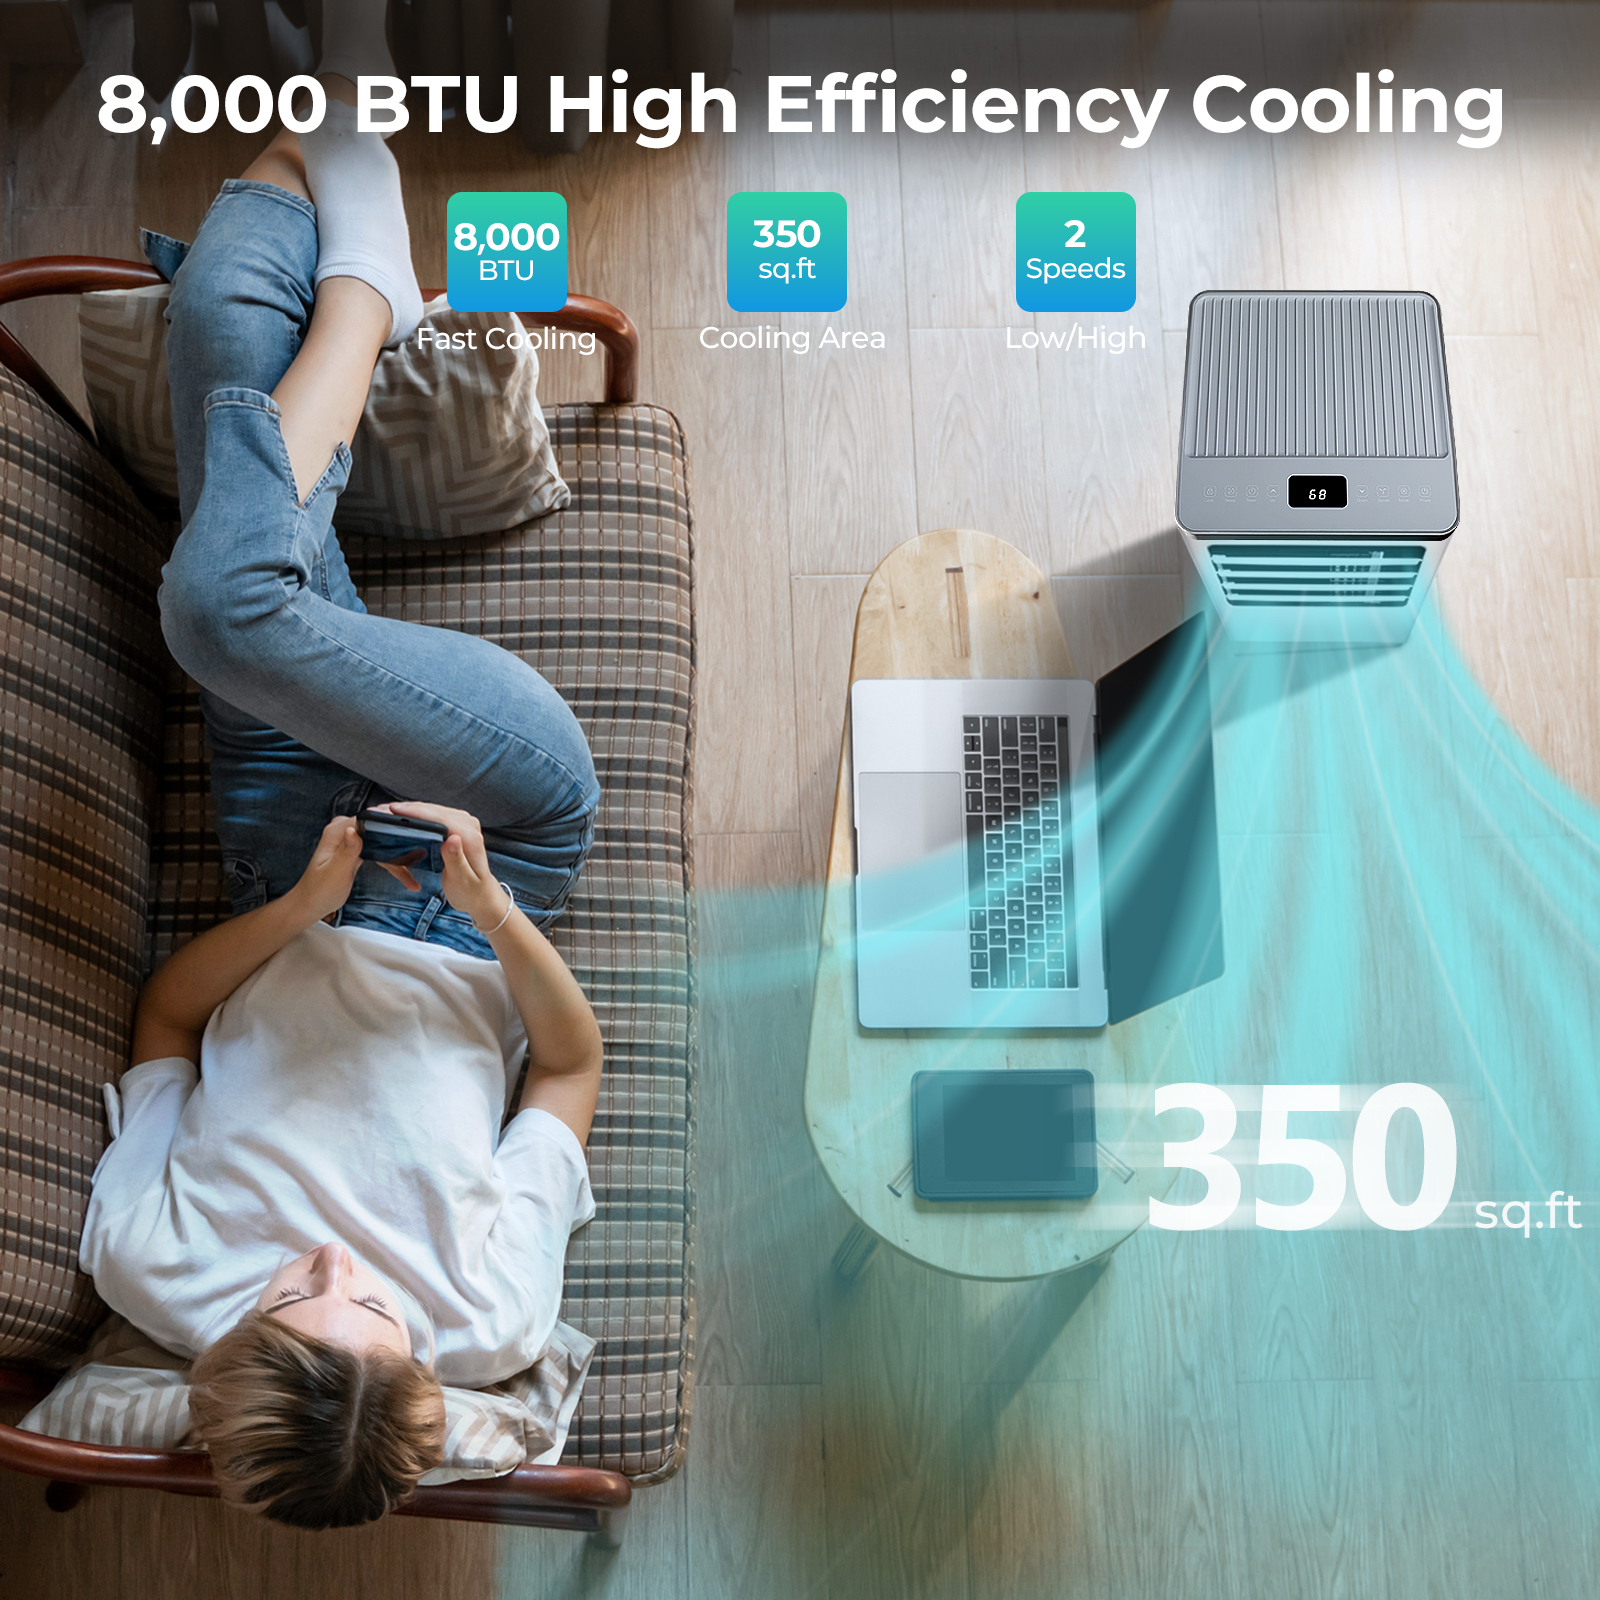 8,000 BTU High Efficiency Cooling
8,000
BTU
Fast Cooling
350
sq.ft
Cooling Area
2
Speeds
Low/High
68
350 sq.ft